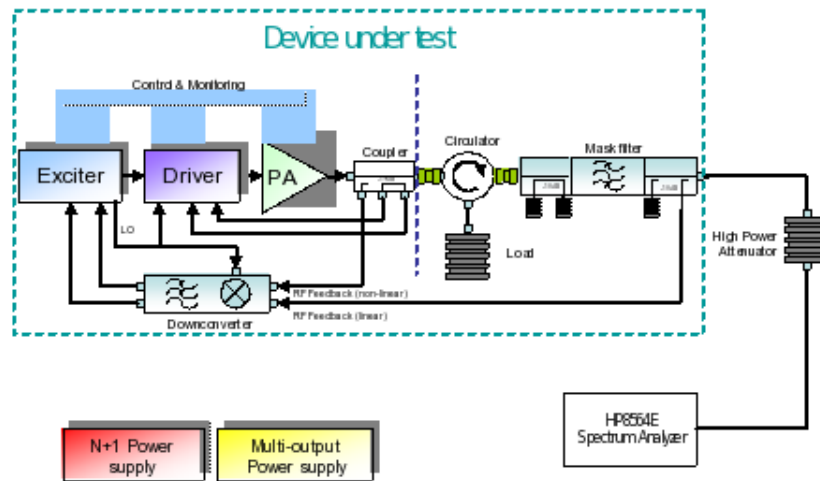 Device under test
Control & Monitoring
Coupler
Circulator
Mask filter
Exciter
Driver
PA
LO
Load
High Power
Attenuator
RF Feedback (non-linear)
RF Feedback (linear)
Downconverter
HP8564E
Spectrum Analyzer
N+1 Power
supply
Multi-output
Power supply